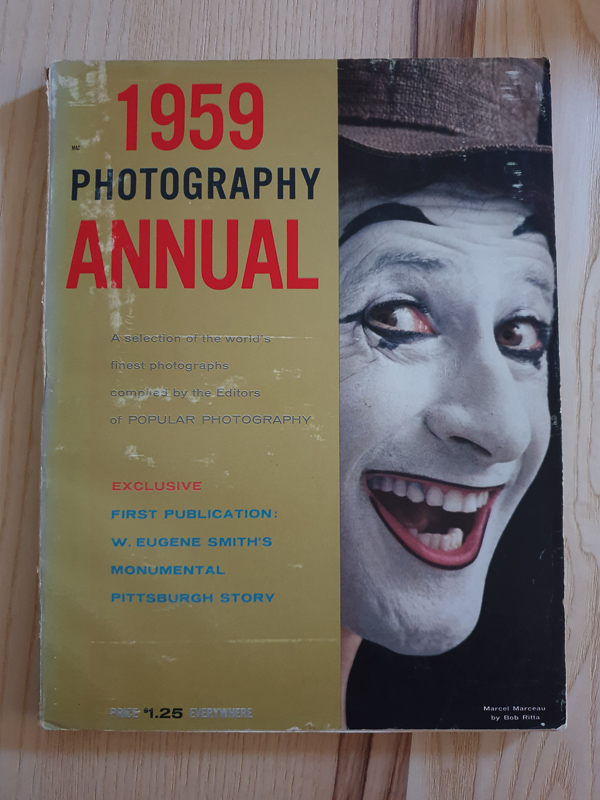 1959
PHOTOGRAPHY
ANNUAL
A selection of the world's
finest photographs
compiled by the Editors
of POPULAR PHOTOGRAPHY
EXCLUSIVE
FIRST PUBLICATION:
W. EUGENE SMITH'S
MONUMENTAL
PITTSBURGH STORY
PRICE $1.25 EVERYWHERE
Marcel Marceau
by Bob Ritta